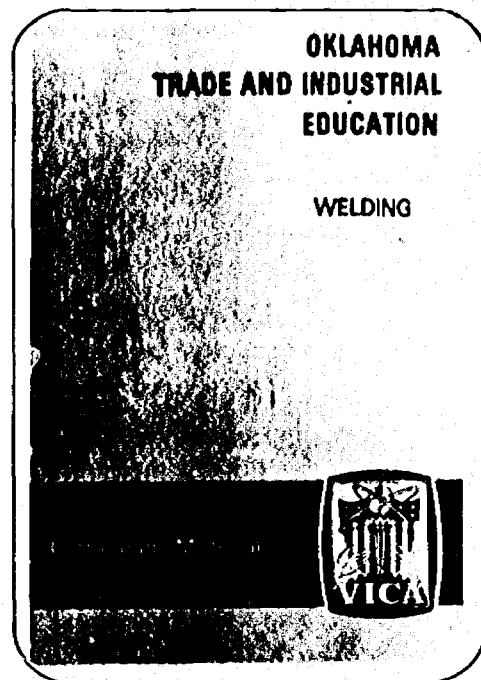 OKLAHOMA
TRADE AND INDUSTRIAL
EDUCATION
WELDING
VICA